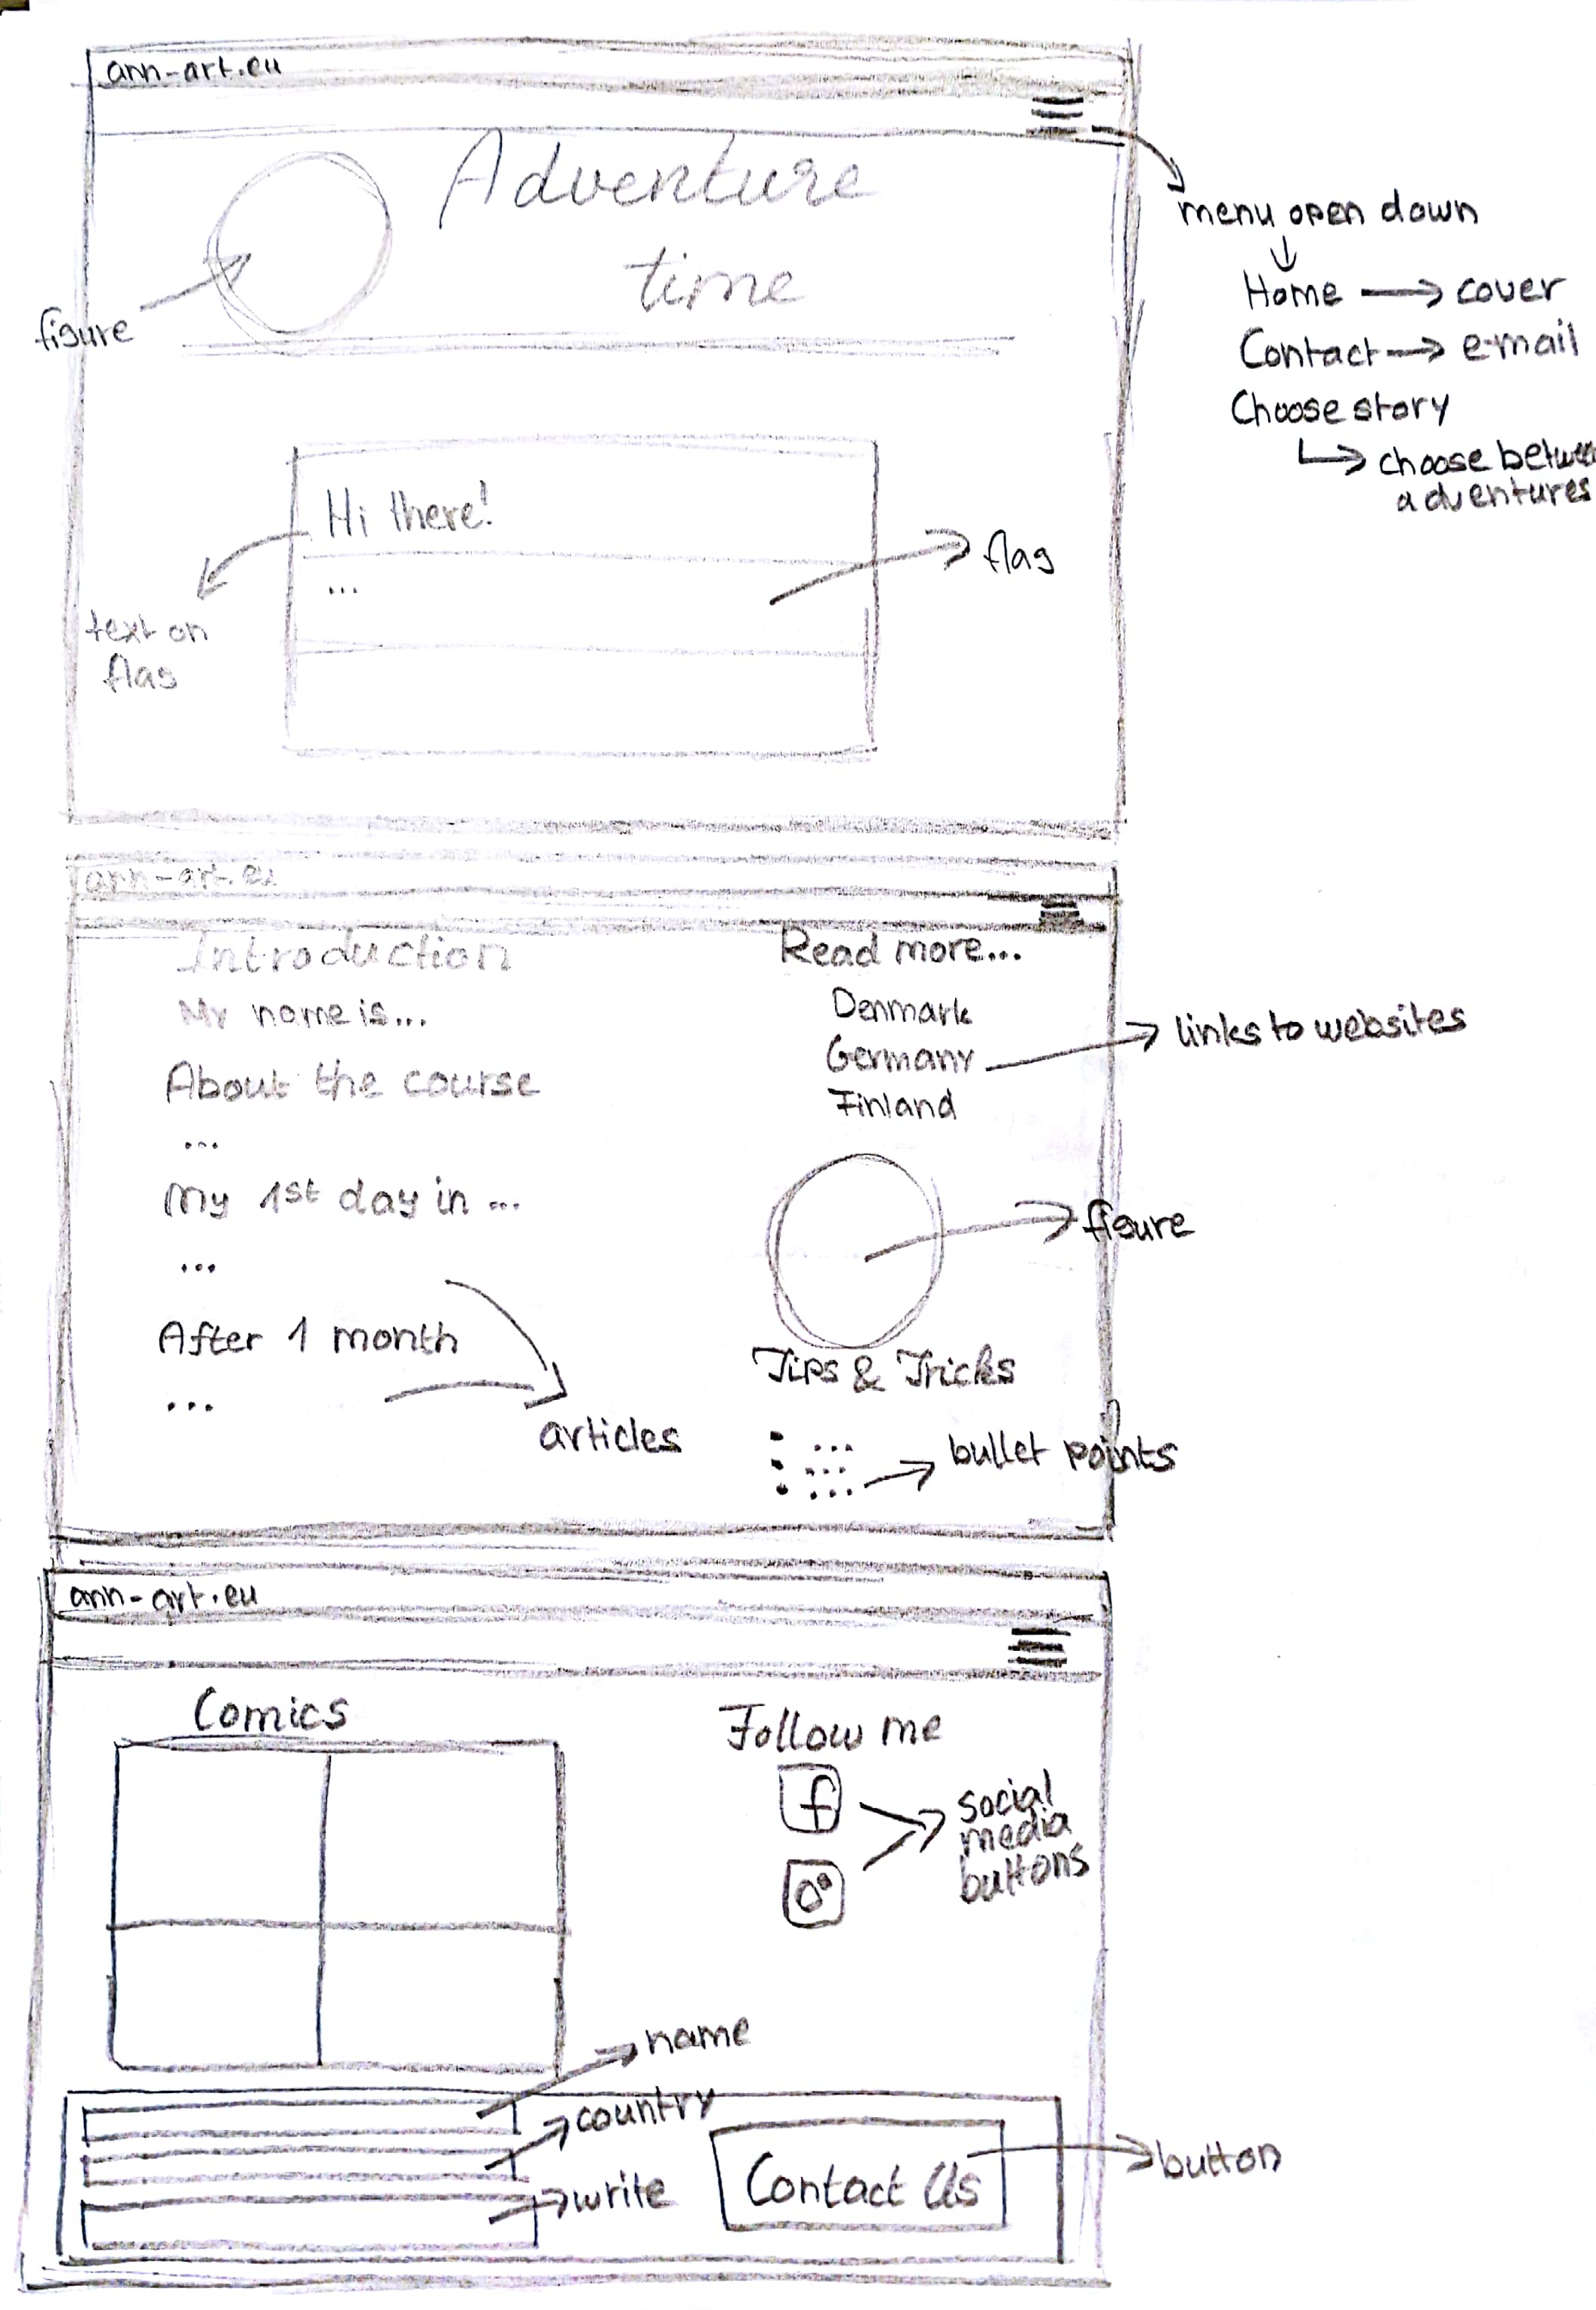 ann-art.eu
Adventure
time
figure
menu open down
Home → cover
Contact → e-mail
Choose story
choose between
adventures
Hi there!
...
text on
flag
flag
ann-art.eu
Introduction
My name is...
About the course
...
My 1st day in ...
...
After 1 month
...
articles
Read more...
Denmark
Germany
Finland
links to websites
figure
Tips & Tricks
...
...
...
bullet points
ann-art.eu
Comics
Follow me
f
social
media
buttons
name
country
write
Contact Us
button